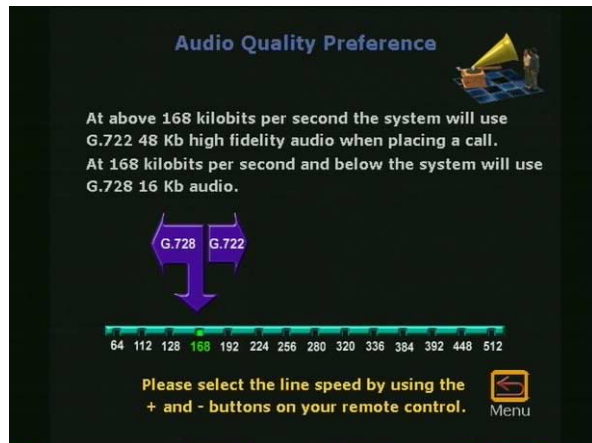 Audio Quality Preference
At above 168 kilobits per second the system will use
G.722 48 Kb high fidelity audio when placing a call.
At 168 kilobits per second and below the system will use
G.728 16 Kb audio.
G.728 G.722
64 112 128 168 192 224 256 280 320 336 384 392 448 512
Please select the line speed by using the
+ and - buttons on your remote control.
Menu